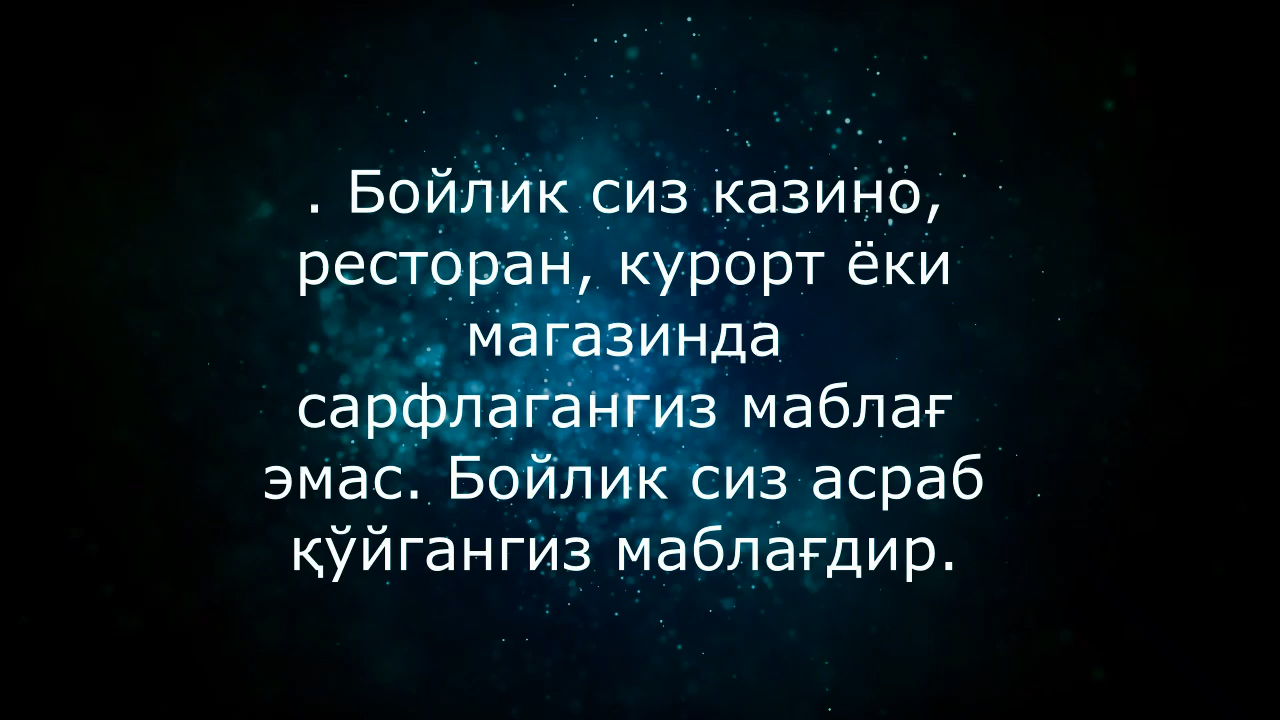 . Бойлик сиз казино,
ресторан, курорт ёки
магазинда
сарфлагангиз маблағ
эмас. Бойлик сиз асраб
қўйгангиз маблағдир.